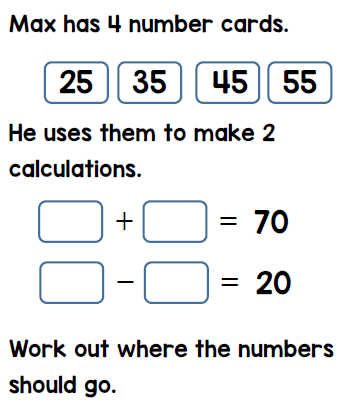 Max has 4 number cards.
25 35 45 55
He uses them to make 2
calculations.
+ = 70
− = 20
Work out where the numbers
should go.